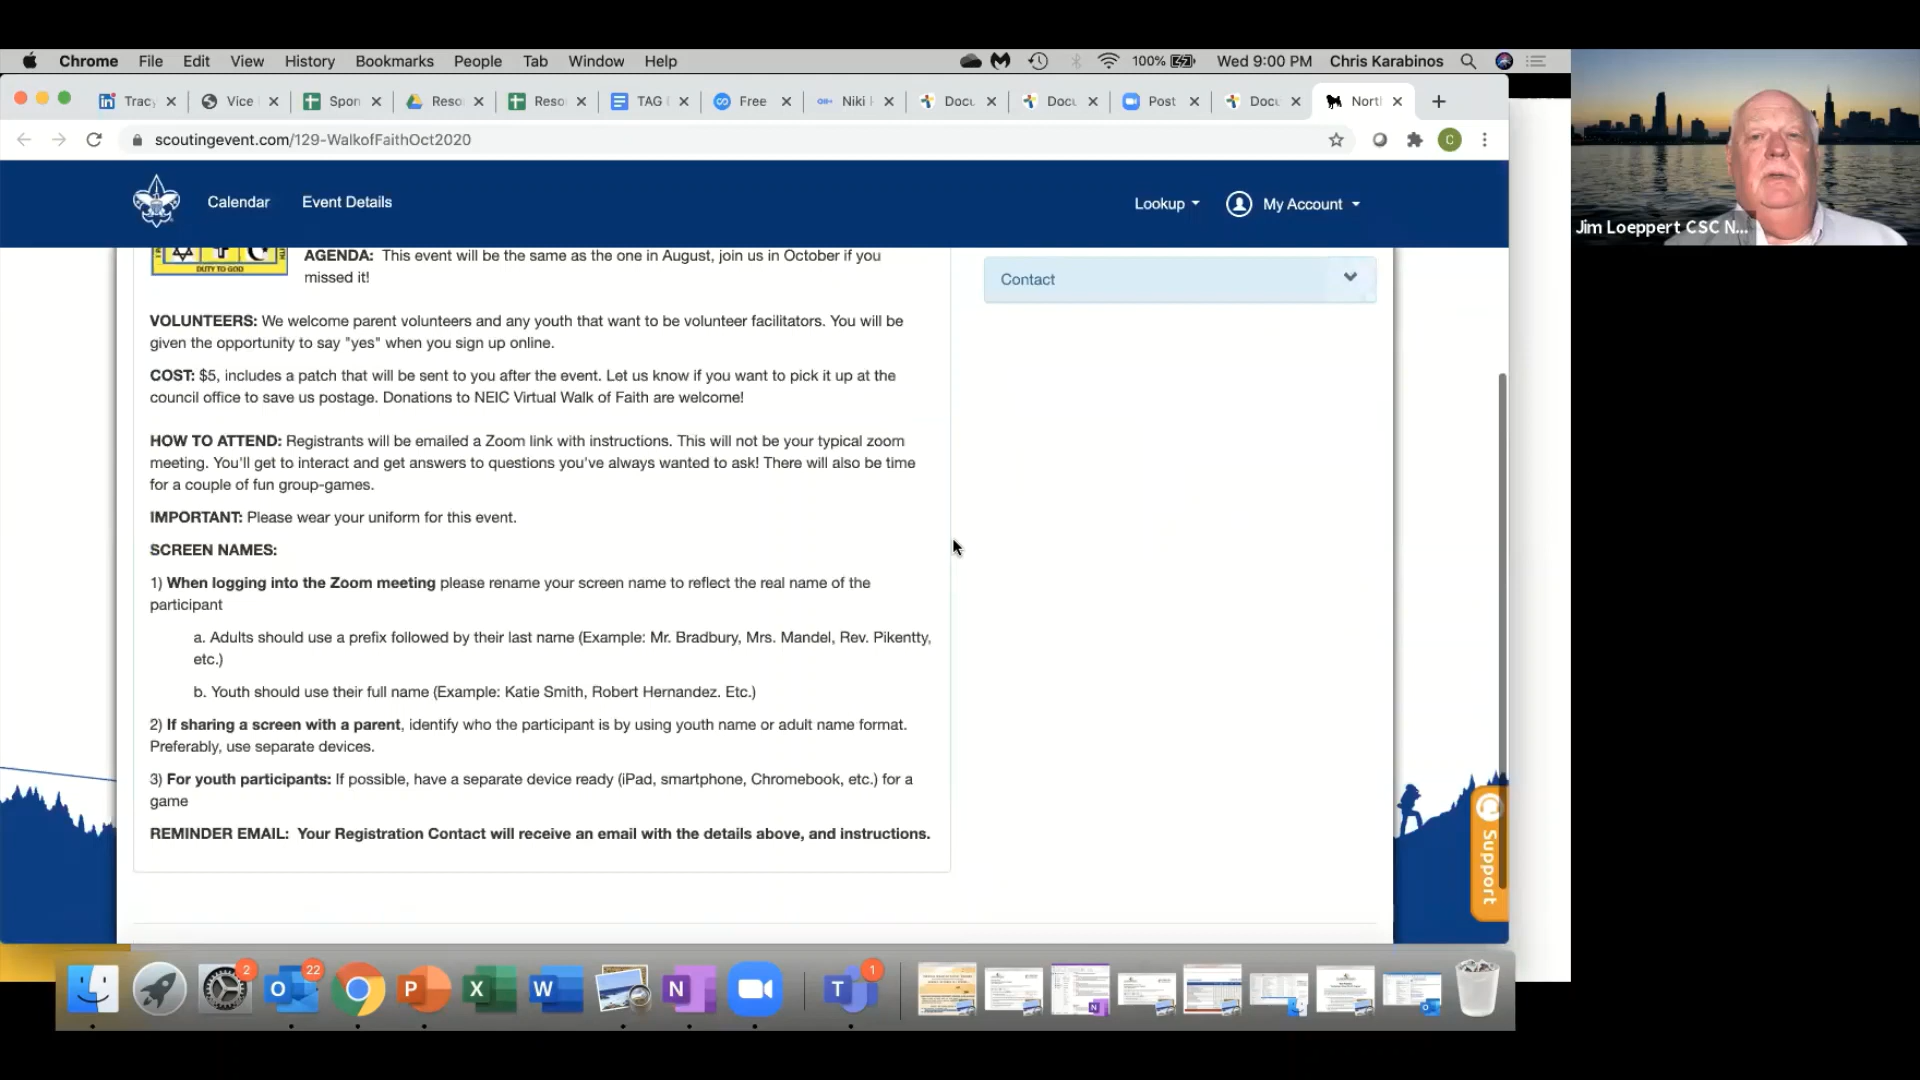 Chrome File Edit View History Bookmarks People Tab Window Help 100% Wed 9:00 PM Chris Karabinos
Tracy Vice Spon Reso Reso TAG Free Niki Docu Docu Post Docu Nortl
scoutingevent.com/129-WalkofFaithOct2020 C
Calendar Event Details Lookup My Account
Jim Loeppert CSC N...
DUTY TO GOD
AGENDA: This event will be the same as the one in August, join us in October if you
missed it!
Contact
VOLUNTEERS: We welcome parent volunteers and any youth that want to be volunteer facilitators. You will be
given the opportunity to say "yes" when you sign up online.
COST: $5, includes a patch that will be sent to you after the event. Let us know if you want to pick it up at the
council office to save us postage. Donations to NEIC Virtual Walk of Faith are welcome!
HOW TO ATTEND: Registrants will be emailed a Zoom link with instructions. This will not be your typical zoom
meeting. You'll get to interact and get answers to questions you've always wanted to ask! There will also be time
for a couple of fun group-games.
IMPORTANT: Please wear your uniform for this event.
SCREEN NAMES:
1) When logging into the Zoom meeting please rename your screen name to reflect the real name of the
participant
a. Adults should use a prefix followed by their last name (Example: Mr. Bradbury, Mrs. Mandel, Rev. Pikentty,
etc.)
b. Youth should use their full name (Example: Katie Smith, Robert Hernandez. Etc.)
2) If sharing a screen with a parent, identify who the participant is by using youth name or adult name format.
Preferably, use separate devices.
3) For youth participants: If possible, have a separate device ready (iPad, smartphone, Chromebook, etc.) for a
game
REMINDER EMAIL: Your Registration Contact will receive an email with the details above, and instructions.
Support
2 22 1
O P X W N T